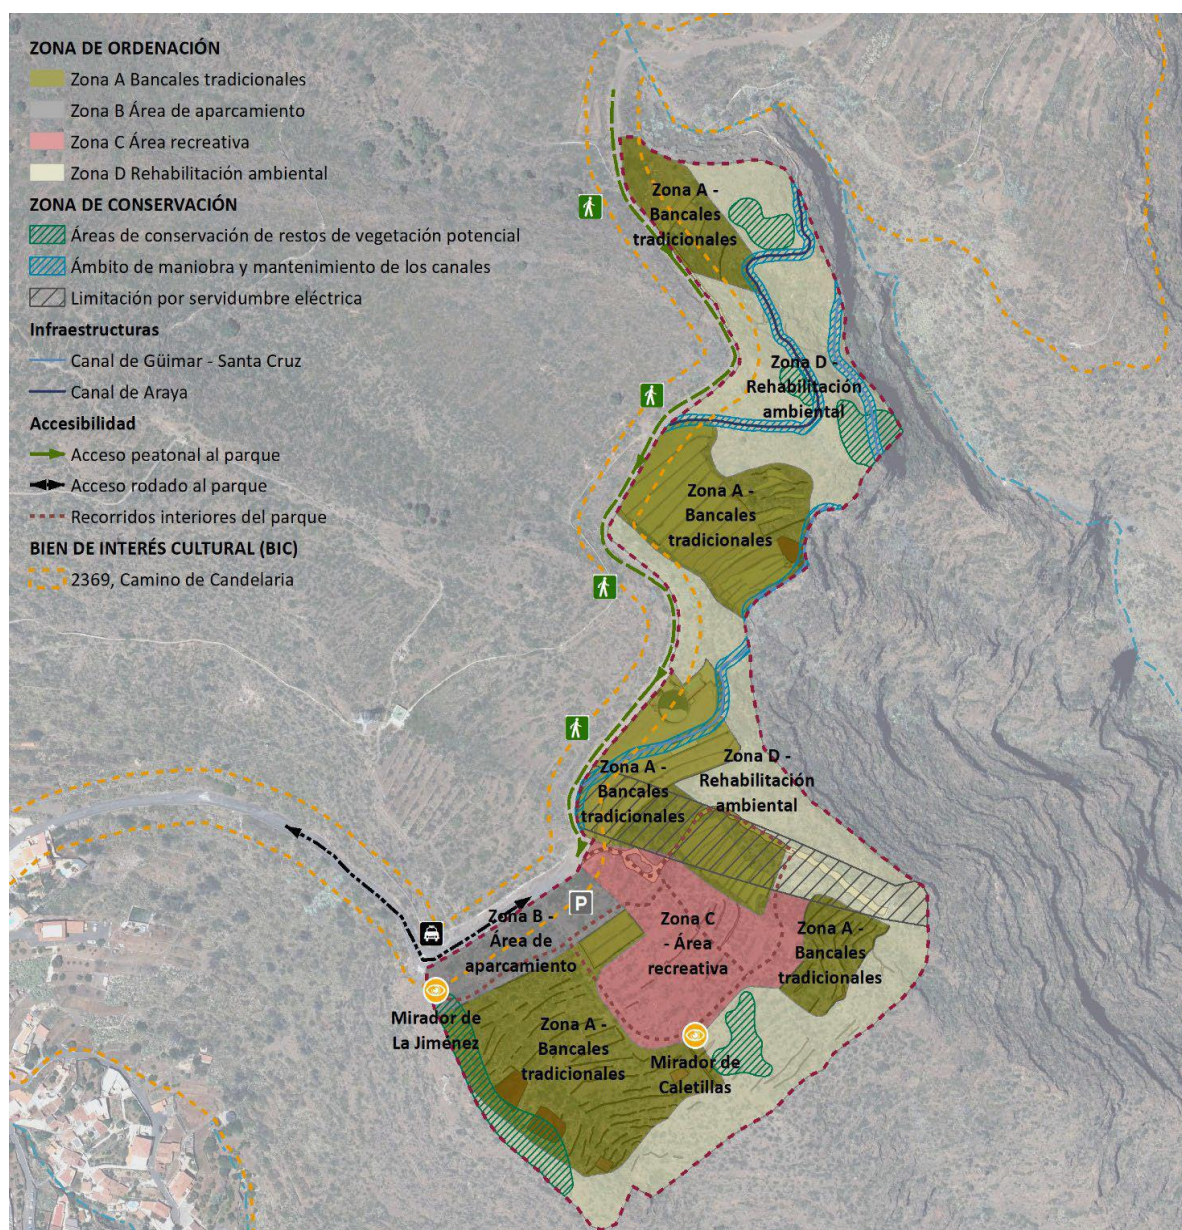 ZONA DE ORDENACIÓN
Zona A Bancales tradicionales
Zona B Área de aparcamiento
Zona C Área recreativa
Zona D Rehabilitación ambiental
ZONA DE CONSERVACIÓN
Áreas de conservación de restos de vegetación potencial
Ámbito de maniobra y mantenimiento de los canales
Limitación por servidumbre eléctrica
Infraestructuras
Canal de Güimar - Santa Cruz
Canal de Araya
Accesibilidad
Acceso peatonal al parque
Acceso rodado al parque
Recorridos interiores del parque
BIEN DE INTERÉS CULTURAL (BIC)
2369, Camino de Candelaria
Zona A -
Bancales
tradicionales
Zona D -
Rehabilitación
ambiental
Zona A -
Bancales
tradicionales
Zona A -
Bancales
tradicionales
Zona D -
Rehabilitación
ambiental
P
Zona B -
Área de
aparcamiento
Zona C
- Área
recreativa
Zona A -
Bancales
tradicionales
Mirador de
La Jiménez
Zona A -
Bancales
tradicionales
Mirador de
Caletillas